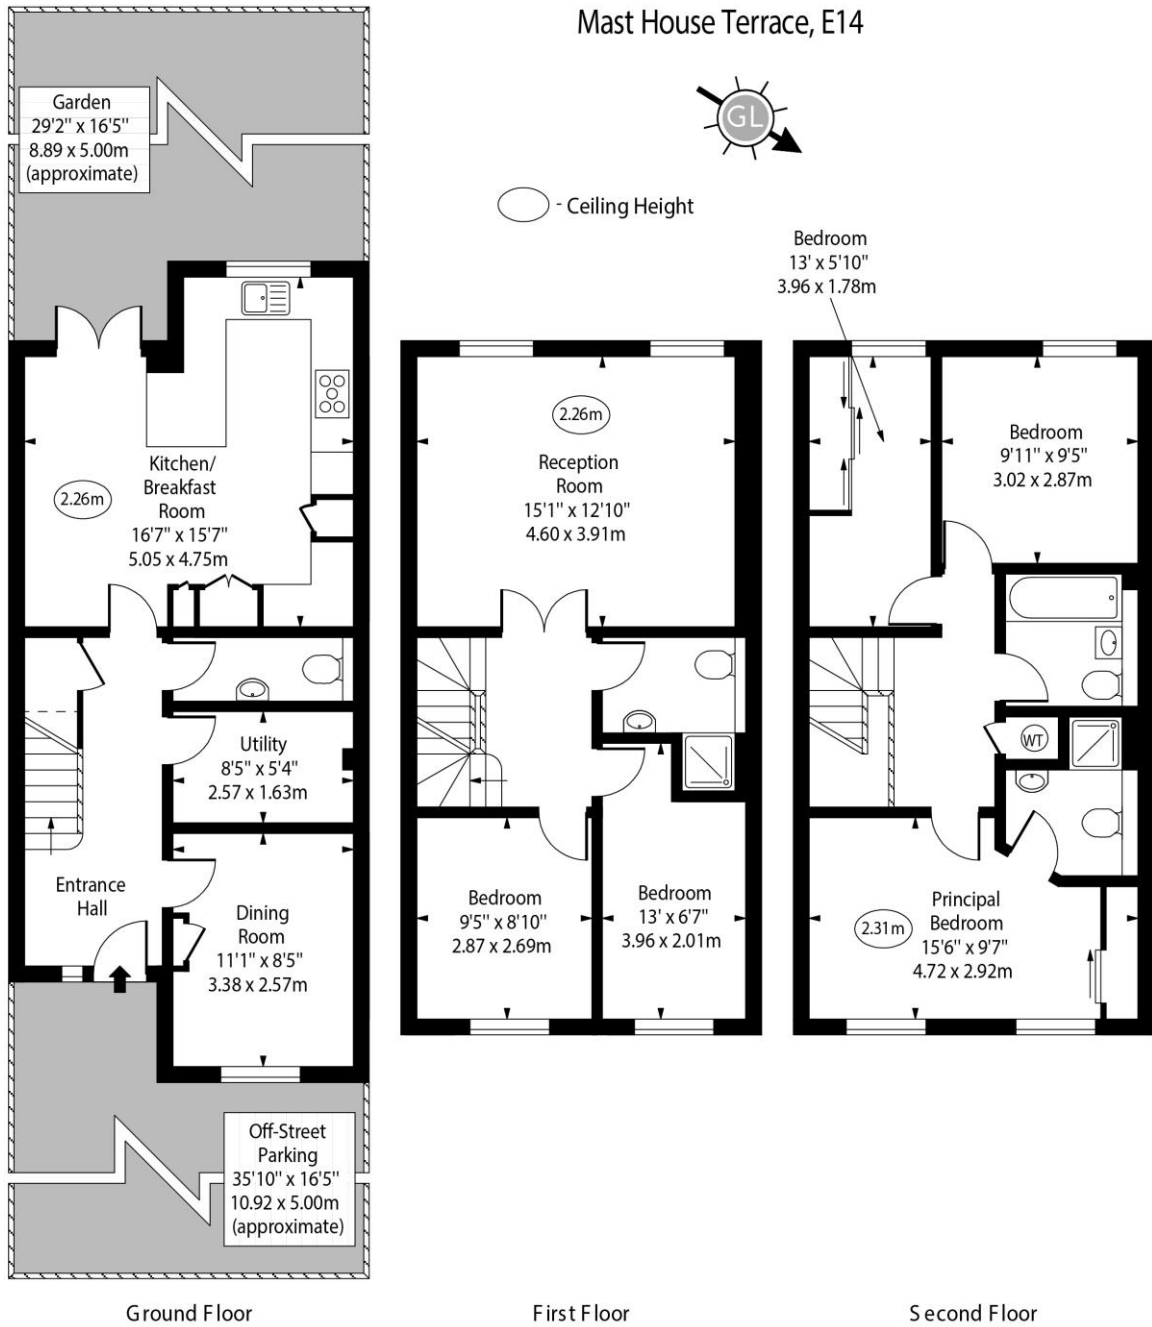 Mast House Terrace, E14
GL
- Ceiling Height
Garden
29'2" x 16'5"
8.89 x 5.00m
(approximate)
Kitchen/
Breakfast
Room
16'7" x 15'7"
5.05 x 4.75m
2.26m
Utility
8'5" x 5'4"
2.57 x 1.63m
Entrance
Hall
Dining
Room
11'1" x 8'5"
3.38 x 2.57m
Off-Street
Parking
35'10" x 16'5"
10.92 x 5.00m
(approximate)
Ground Floor
2.26m
Reception
Room
15'1" x 12'10"
4.60 x 3.91m
Bedroom
9'5" x 8'10"
2.87 x 2.69m
Bedroom
13' x 6'7"
3.96 x 2.01m
First Floor
Bedroom
13' x 5'10"
3.96 x 1.78m
Bedroom
9'11" x 9'5"
3.02 x 2.87m
WT
Principal
Bedroom
15'6" x 9'7"
4.72 x 2.92m
2.31m
Second Floor